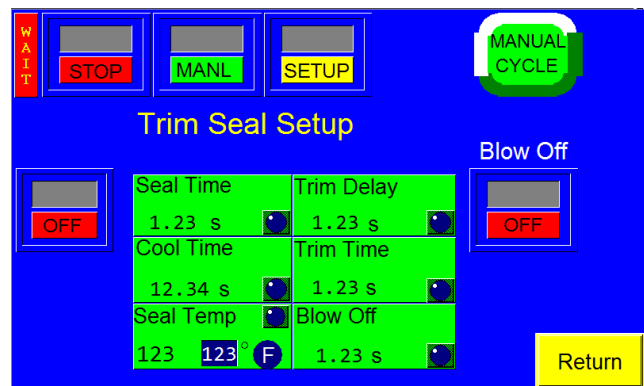 WAIT
STOP
MANL
SETUP
MANUAL
CYCLE
Trim Seal Setup
Blow Off
OFF
Seal Time
1.23 s
Trim Delay
1.23 s
OFF
Cool Time
12.34 s
Trim Time
1.23 s
Seal Temp
123 123° F
Blow Off
1.23 s
Return